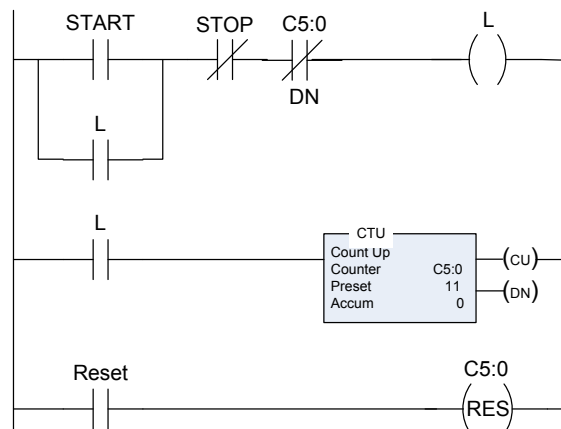 START
STOP
C5:0
L
DN
L
L
CTU
Count Up
Counter C5:0
Preset 11
Accum 0
(CU)
(DN)
Reset
C5:0
RES